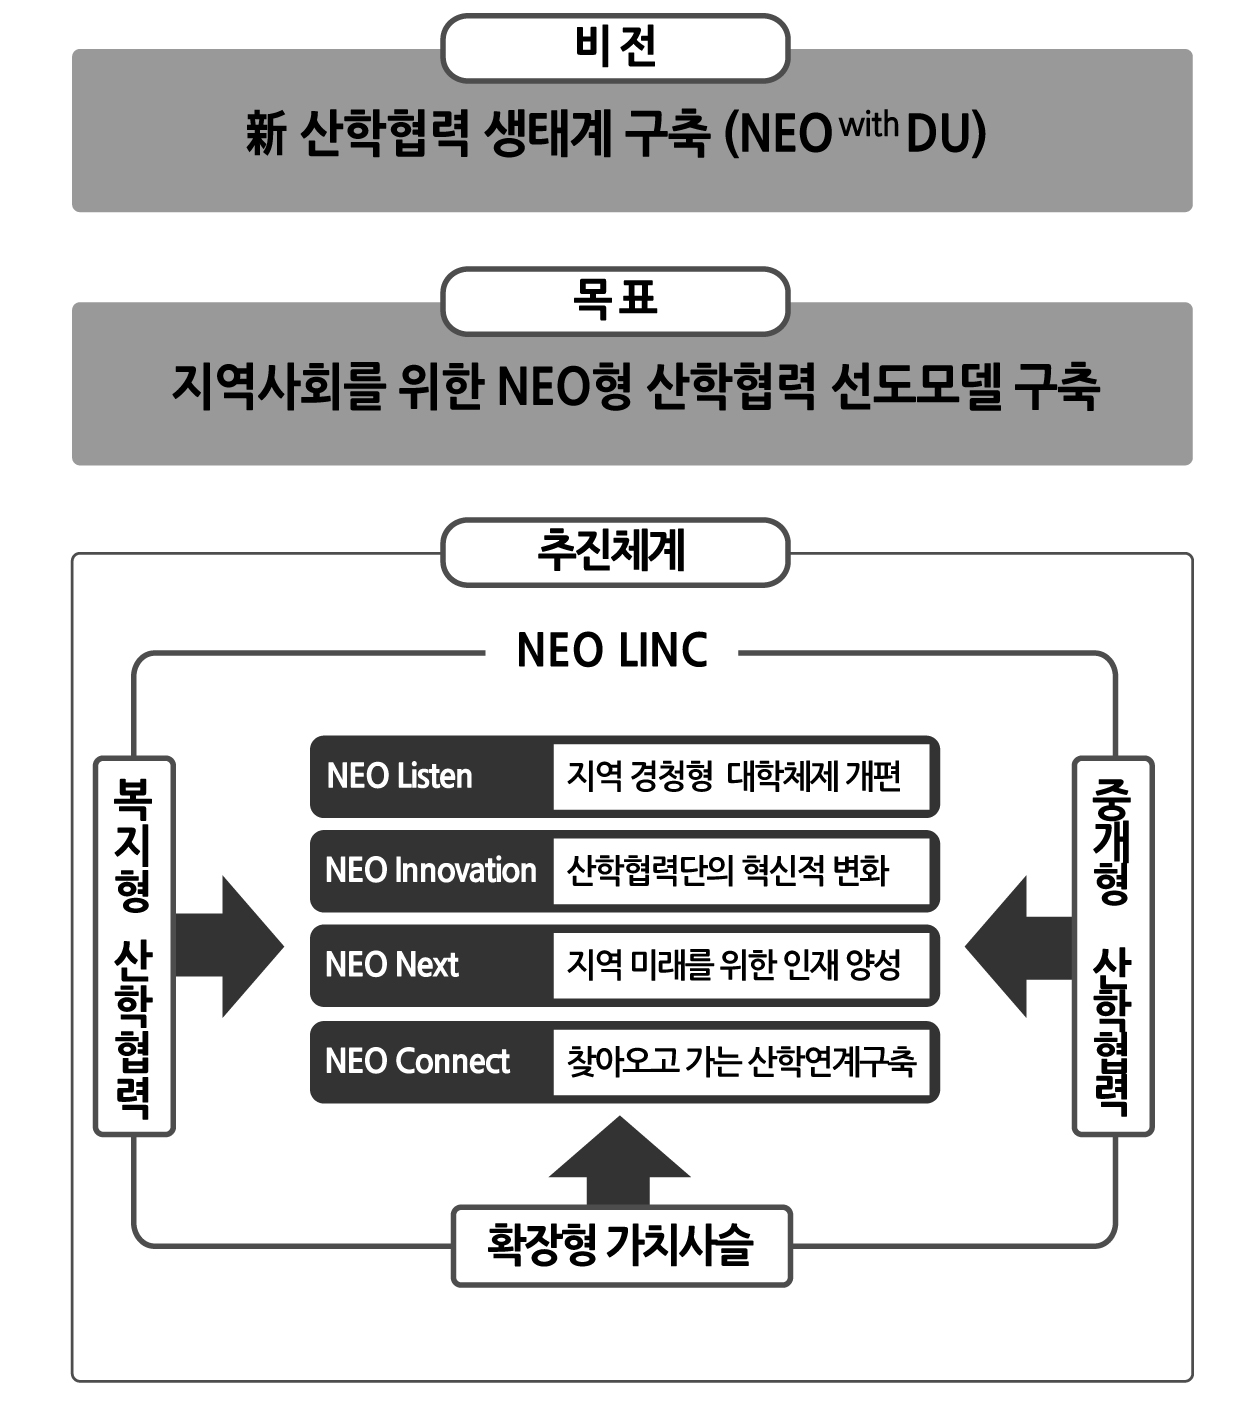 비 전
新 산학협력 생태계 구축 (NEO with DU)
목 표
지역사회를 위한 NEO형 산학협력 선도모델 구축
추진체계
NEO LINC
복지형 산학협력
NEO Listen 지역 경청형 대학체제 개편
NEO Innovation 산학협력단의 혁신적 변화
NEO Next 지역 미래를 위한 인재 양성
NEO Connect 찾아오고 가는 산학연계구축
중개형 산학협력
확장형 가치사슬